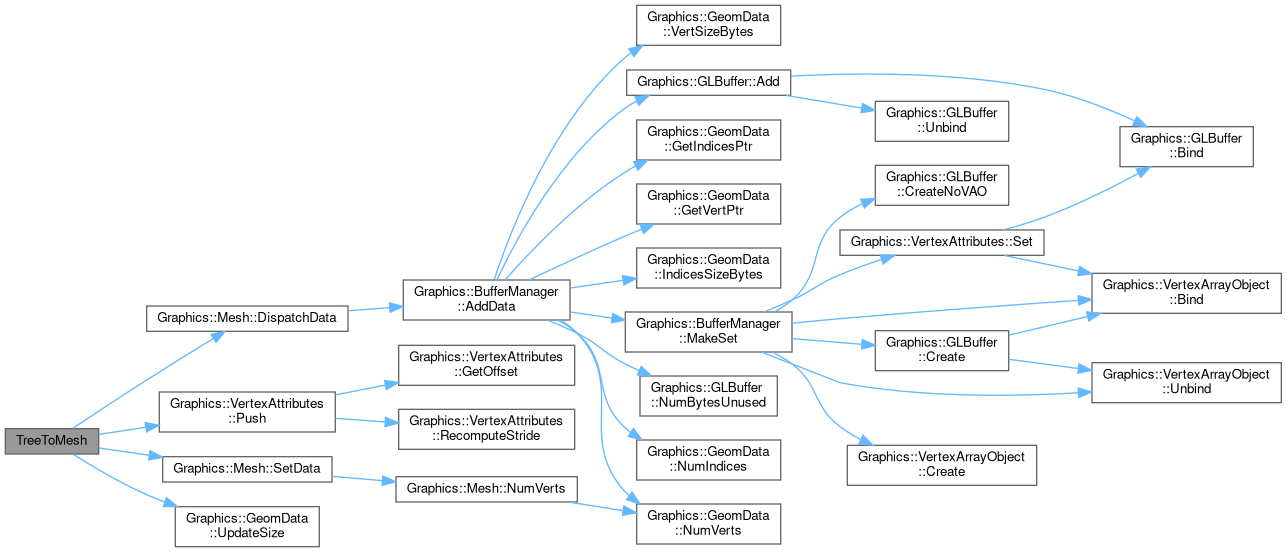 TreeToMesh
Graphics::Mesh::DispatchData
Graphics::VertexAttributes
::Push
Graphics::Mesh::SetData
Graphics::GeomData
::UpdateSize
Graphics::BufferManager
::AddData
Graphics::VertexAttributes
::GetOffset
Graphics::VertexAttributes
::RecomputeStride
Graphics::Mesh::NumVerts
Graphics::GeomData
::VertSizeBytes
Graphics::GLBuffer::Add
Graphics::GeomData
::GetIndicesPtr
Graphics::GeomData
::GetVertPtr
Graphics::GeomData
::IndicesSizeBytes
Graphics::BufferManager
::MakeSet
Graphics::GLBuffer
::NumBytesUnused
Graphics::GeomData
::NumIndices
Graphics::GeomData
::NumVerts
Graphics::GLBuffer
::Unbind
Graphics::GLBuffer
::CreateNoVAO
Graphics::VertexAttributes::Set
Graphics::GLBuffer
::Create
Graphics::VertexArrayObject
::Create
Graphics::GLBuffer
::Bind
Graphics::VertexArrayObject
::Bind
Graphics::VertexArrayObject
::Unbind